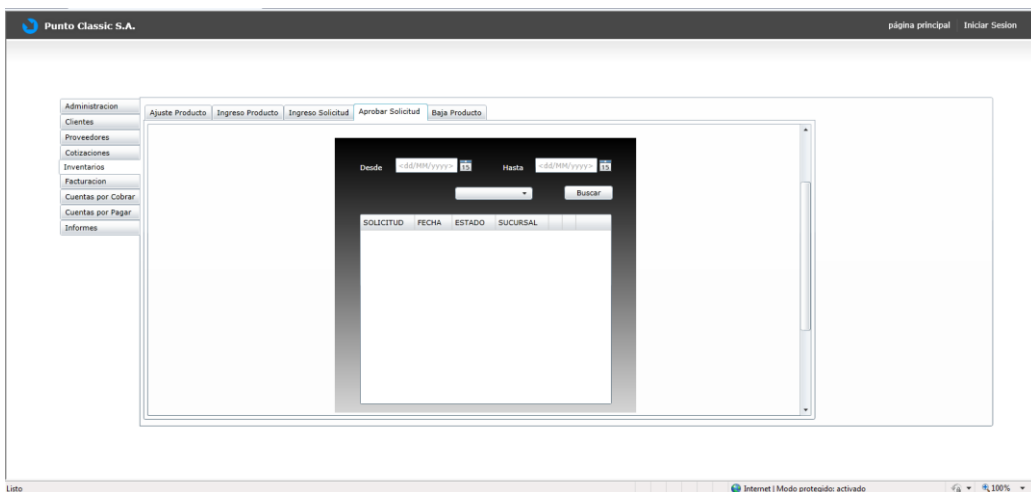 Punto Classic S.A.
página principal Iniciar Sesion
Administracion
Clientes
Proveedores
Cotizaciones
Inventarios
Facturacion
Cuentas por Cobrar
Cuentas por Pagar
Informes
Ajuste Producto Ingreso Producto Ingreso Solicitud Aprobar Solicitud Baja Producto
Desde <dd/MM/yyyy> 15 Hasta <dd/MM/yyyy> 15
Buscar
SOLICITUD FECHA ESTADO SUCURSAL
Listo Internet | Modo protegido: activado 100%